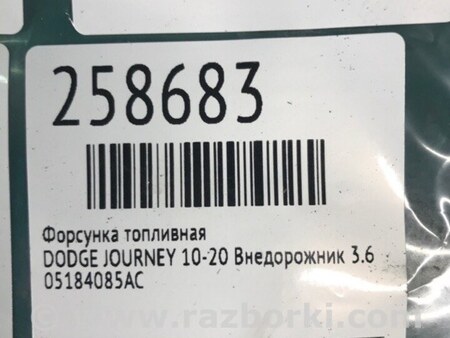 258683
Форсунка топливная
DODGE JOURNEY 10-20 Внедорожник 3.6
05184085AC
www.razborki.com